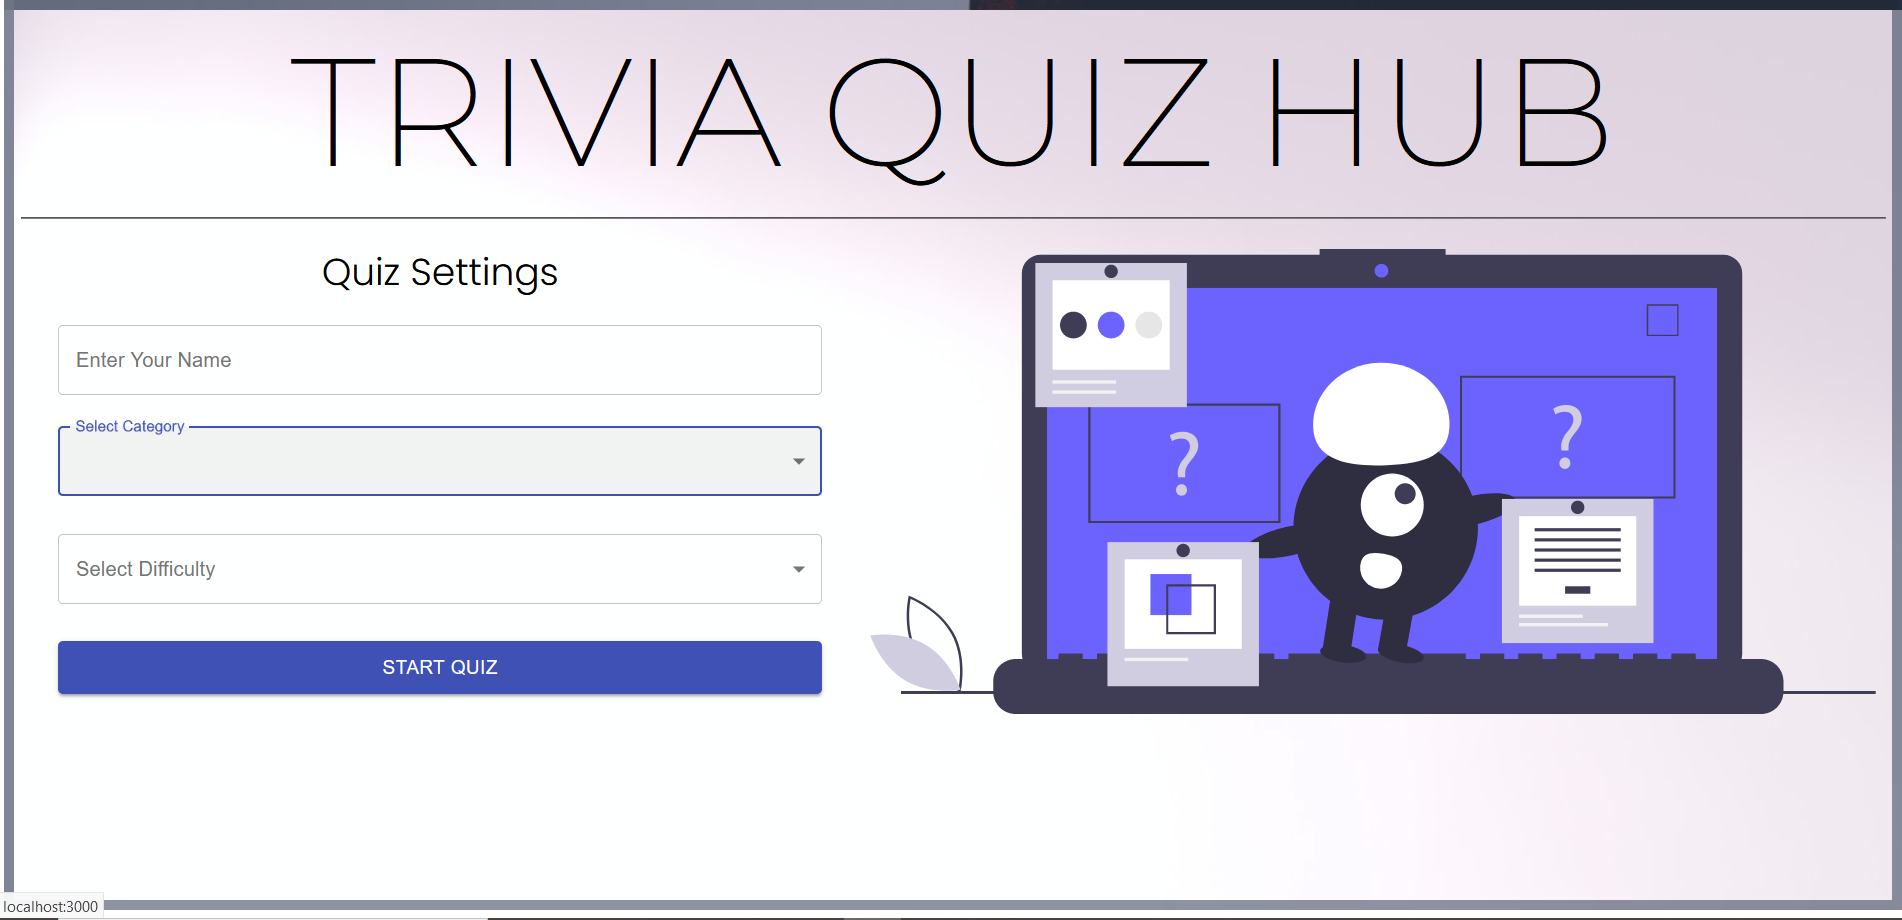 TRIVIA QUIZ HUB
Quiz Settings
Enter Your Name
Select Category
Select Difficulty
START QUIZ
?
?
localhost:3000